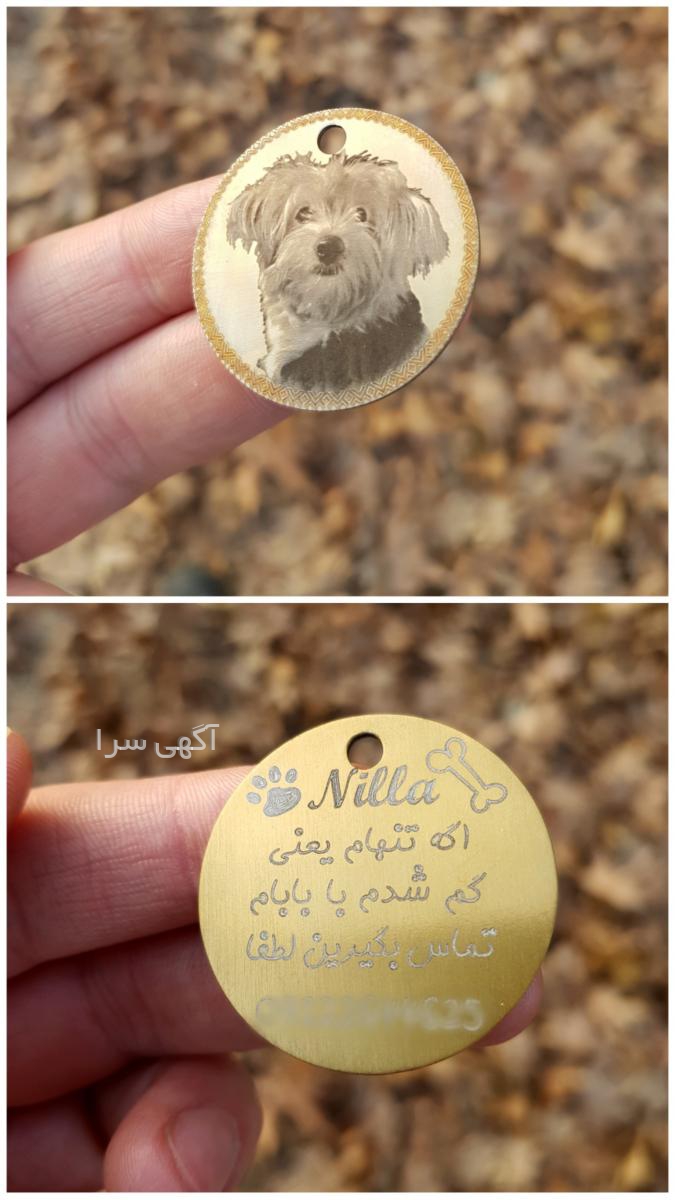 آگهی سرا
Nilla
اگه تنهام یعنی
گم شدم با بابام
تماس بگیرین لطفا